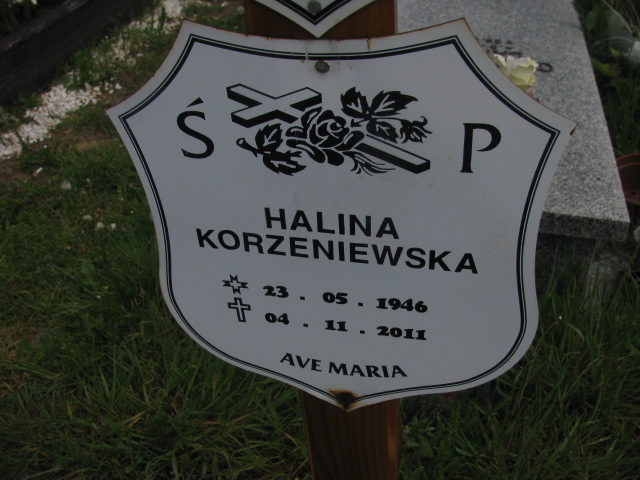 Ś P
HALINA
KORZENIEWSKA
23 . 05 . 1946
04 . 11 . 2011
AVE MARIA